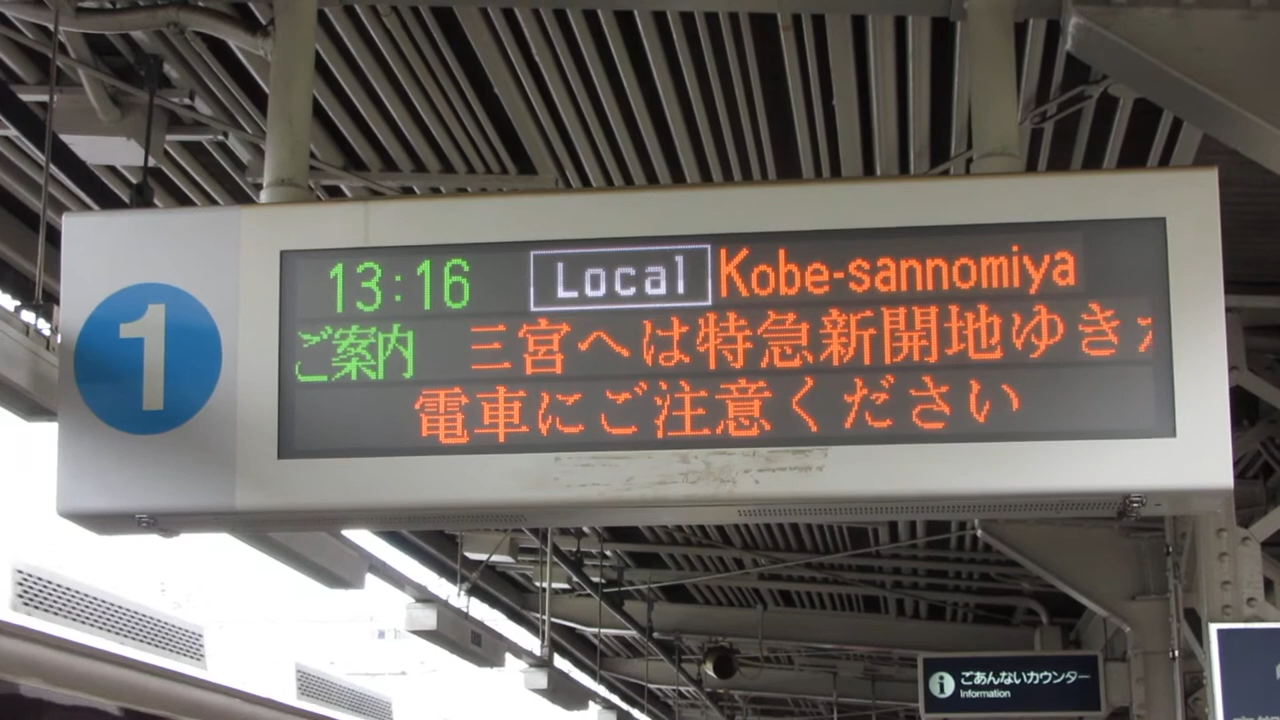 1
13:16 Local Kobe-sannomiya
ご案内 三宮へは特急新開地ゆき
電車にご注意ください
i ごあんないカウンター
Information